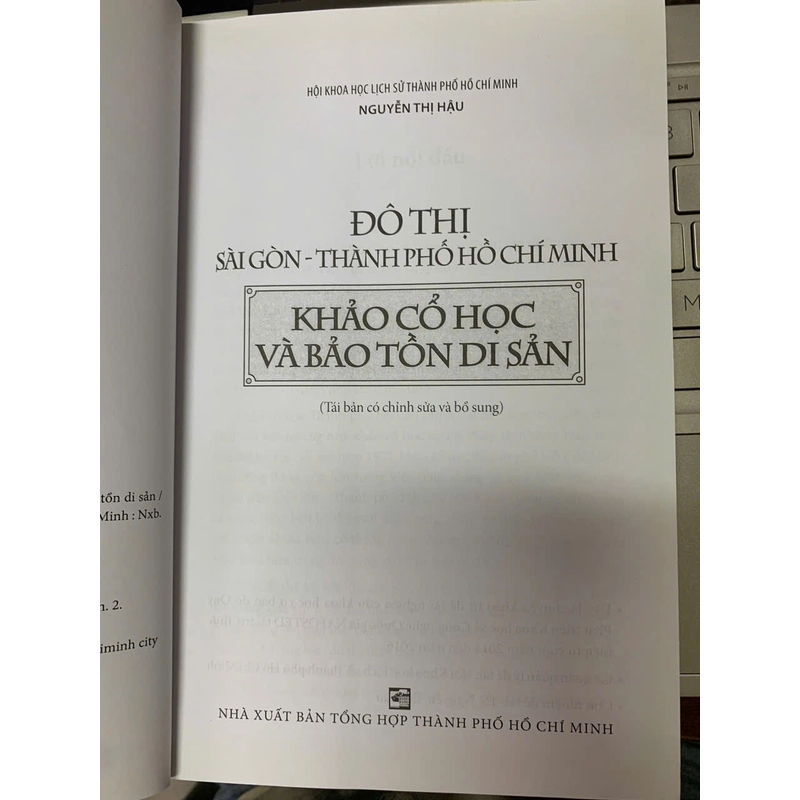 HỘI KHOA HỌC LỊCH SỬ THÀNH PHỐ HỒ CHÍ MINH
NGUYỄN THỊ HẬU
ĐÔ THỊ
SÀI GÒN - THÀNH PHỐ HỒ CHÍ MINH
KHẢO CỔ HỌC
VÀ BẢO TỒN DI SẢN
(Tái bản có chỉnh sửa và bổ sung)
tồn di sản /
Minh : Nxb.
n. 2.
iminh city
NHÀ XUẤT BẢN TỔNG HỢP THÀNH PHỐ HỒ CHÍ MINH